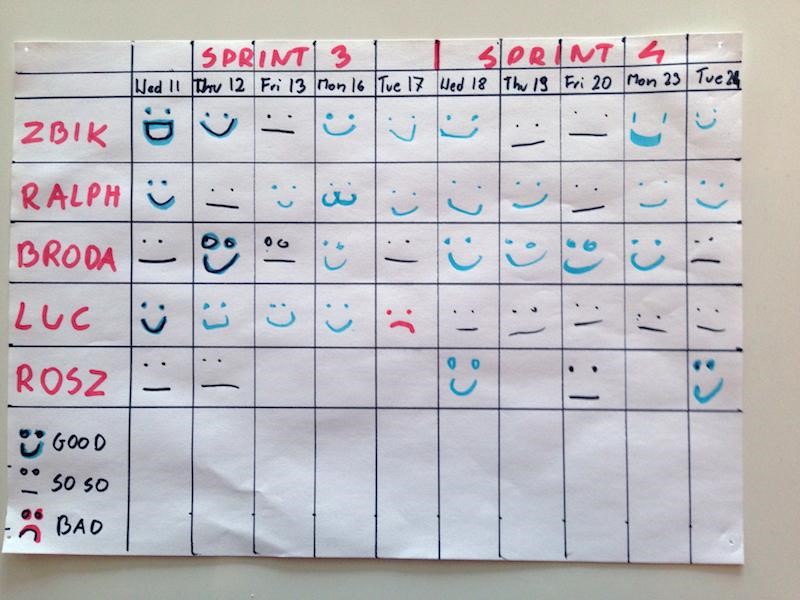 SPRINT 3 SPRINT 4
Wed 11 Thu 12 Fri 13 Mon 16 Tue 17 Wed 18 Thu 19 Fri 20 Mon 23 Tue 24
ZBIK
RALPH
BRODA
LUC
ROSZ
GOOD
SO SO
BAD